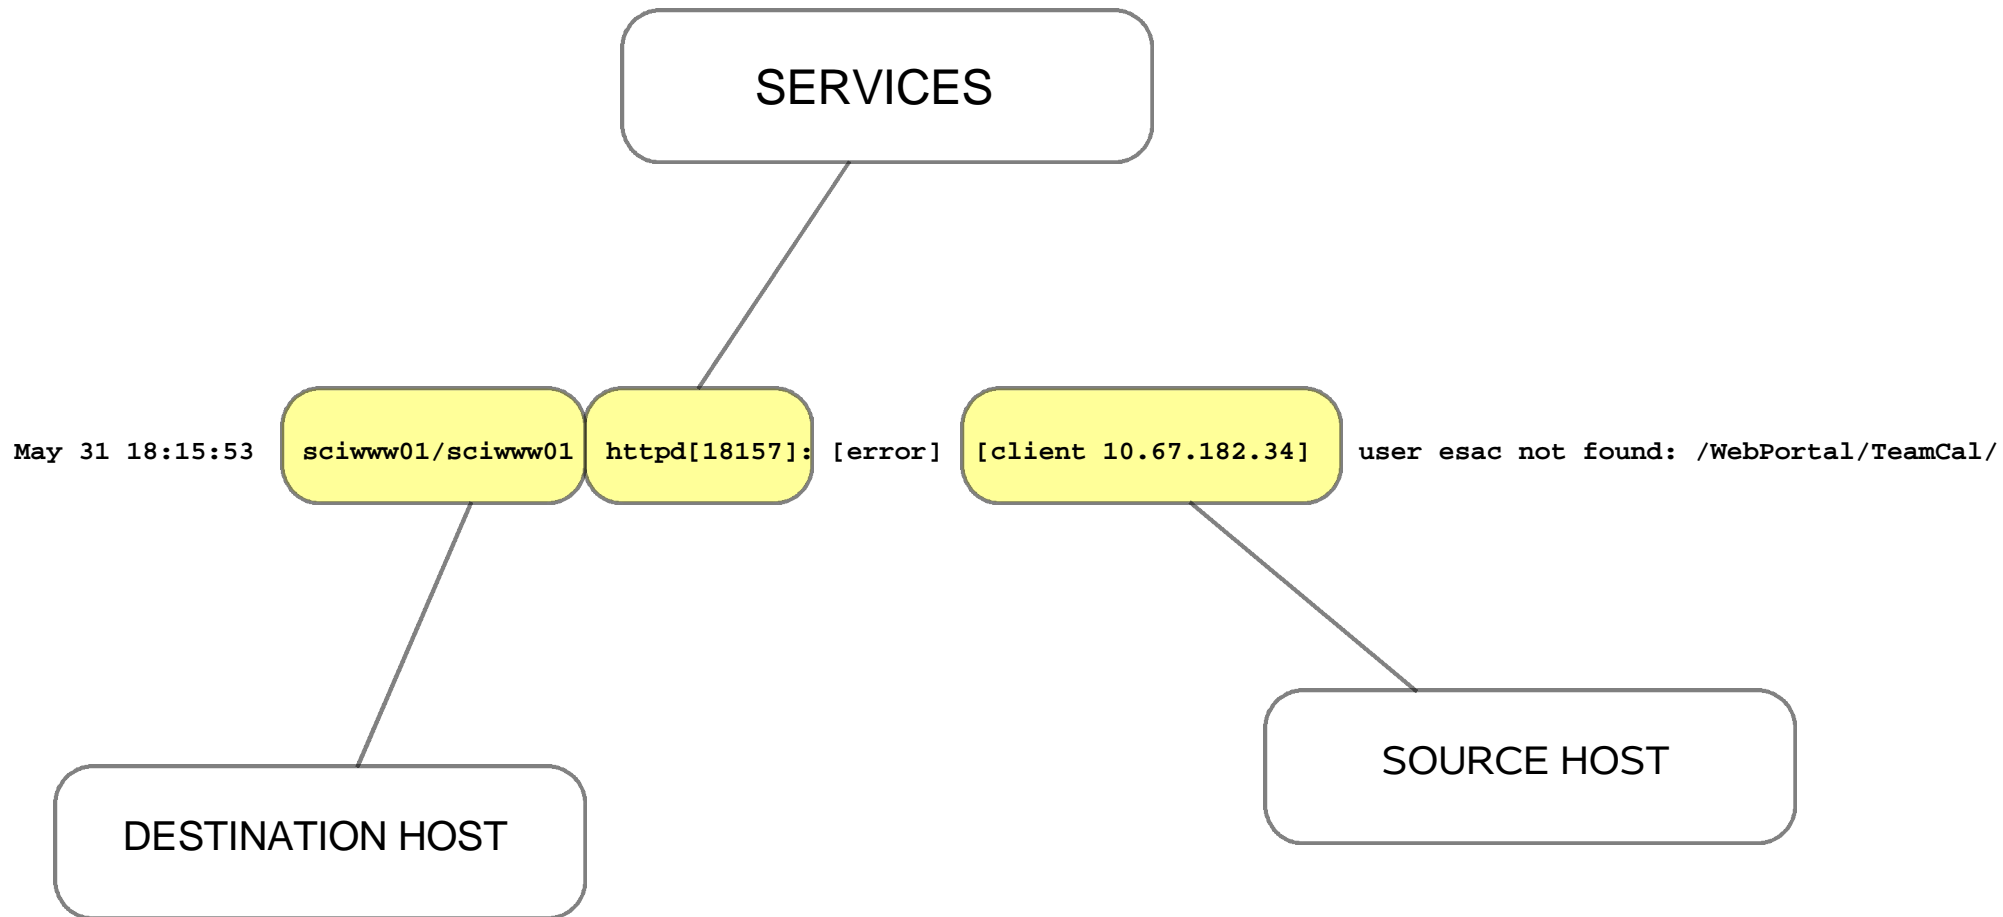 SERVICES
May 31 18:15:53 sciwww01/sciwww01 httpd[18157]: [error] [client 10.67.182.34] user esac not found: /WebPortal/TeamCal/
SOURCE HOST
DESTINATION HOST